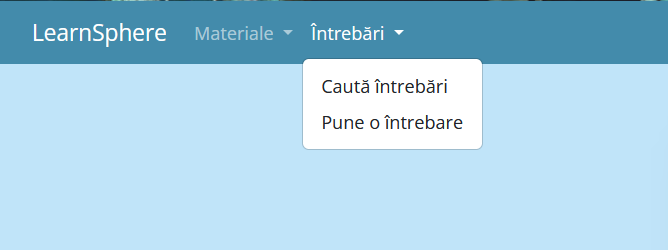 LearnSphere Materiale Întrebări
Caută întrebări
Pune o întrebare